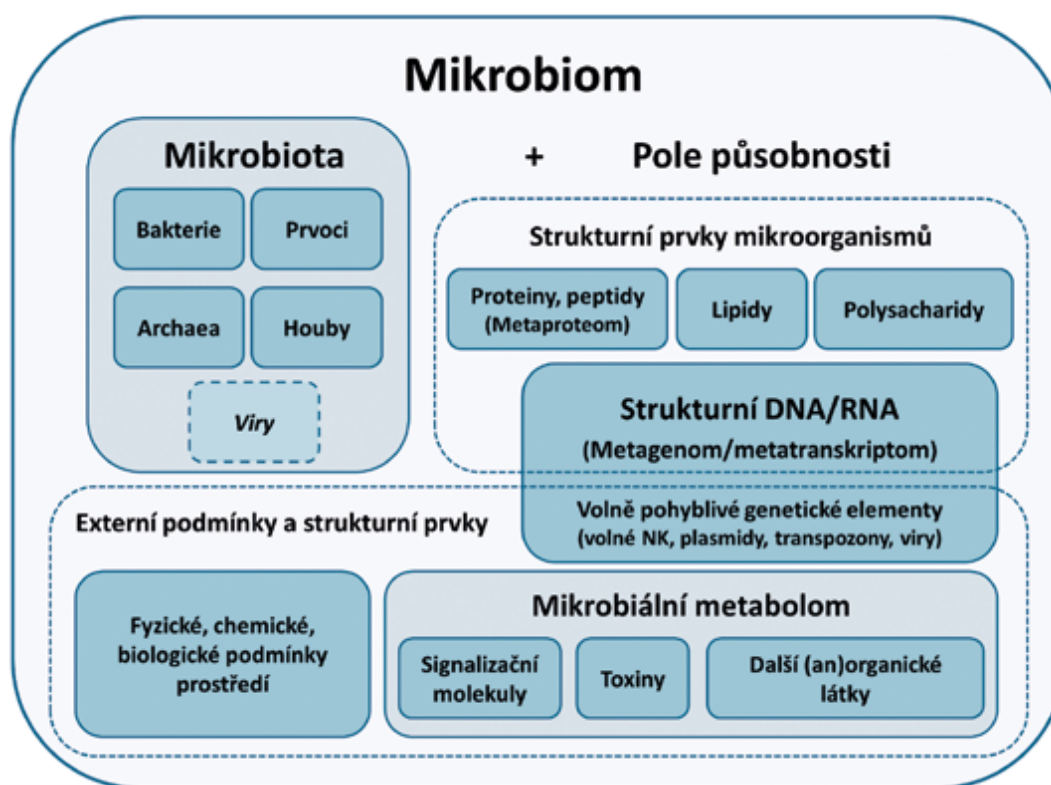 Mikrobiom
Mikrobiota
+ Pole působnosti
Bakterie
Prvoci
Archaea
Houby
Viry
Strukturní prvky mikroorganismů
Proteiny, peptidy
(Metaproteom)
Lipidy
Polysacharidy
Strukturní DNA/RNA
(Metagenom/metatranskriptom)
Volně pohyblivé genetické elementy
(volné NK, plasmidy, transpozony, viry)
Externí podmínky a strukturní prvky
Fyzické, chemické,
biologické podmínky
prostředí
Mikrobiální metabolom
Signalizační
molekuly
Toxiny
Další (an)organické
látky